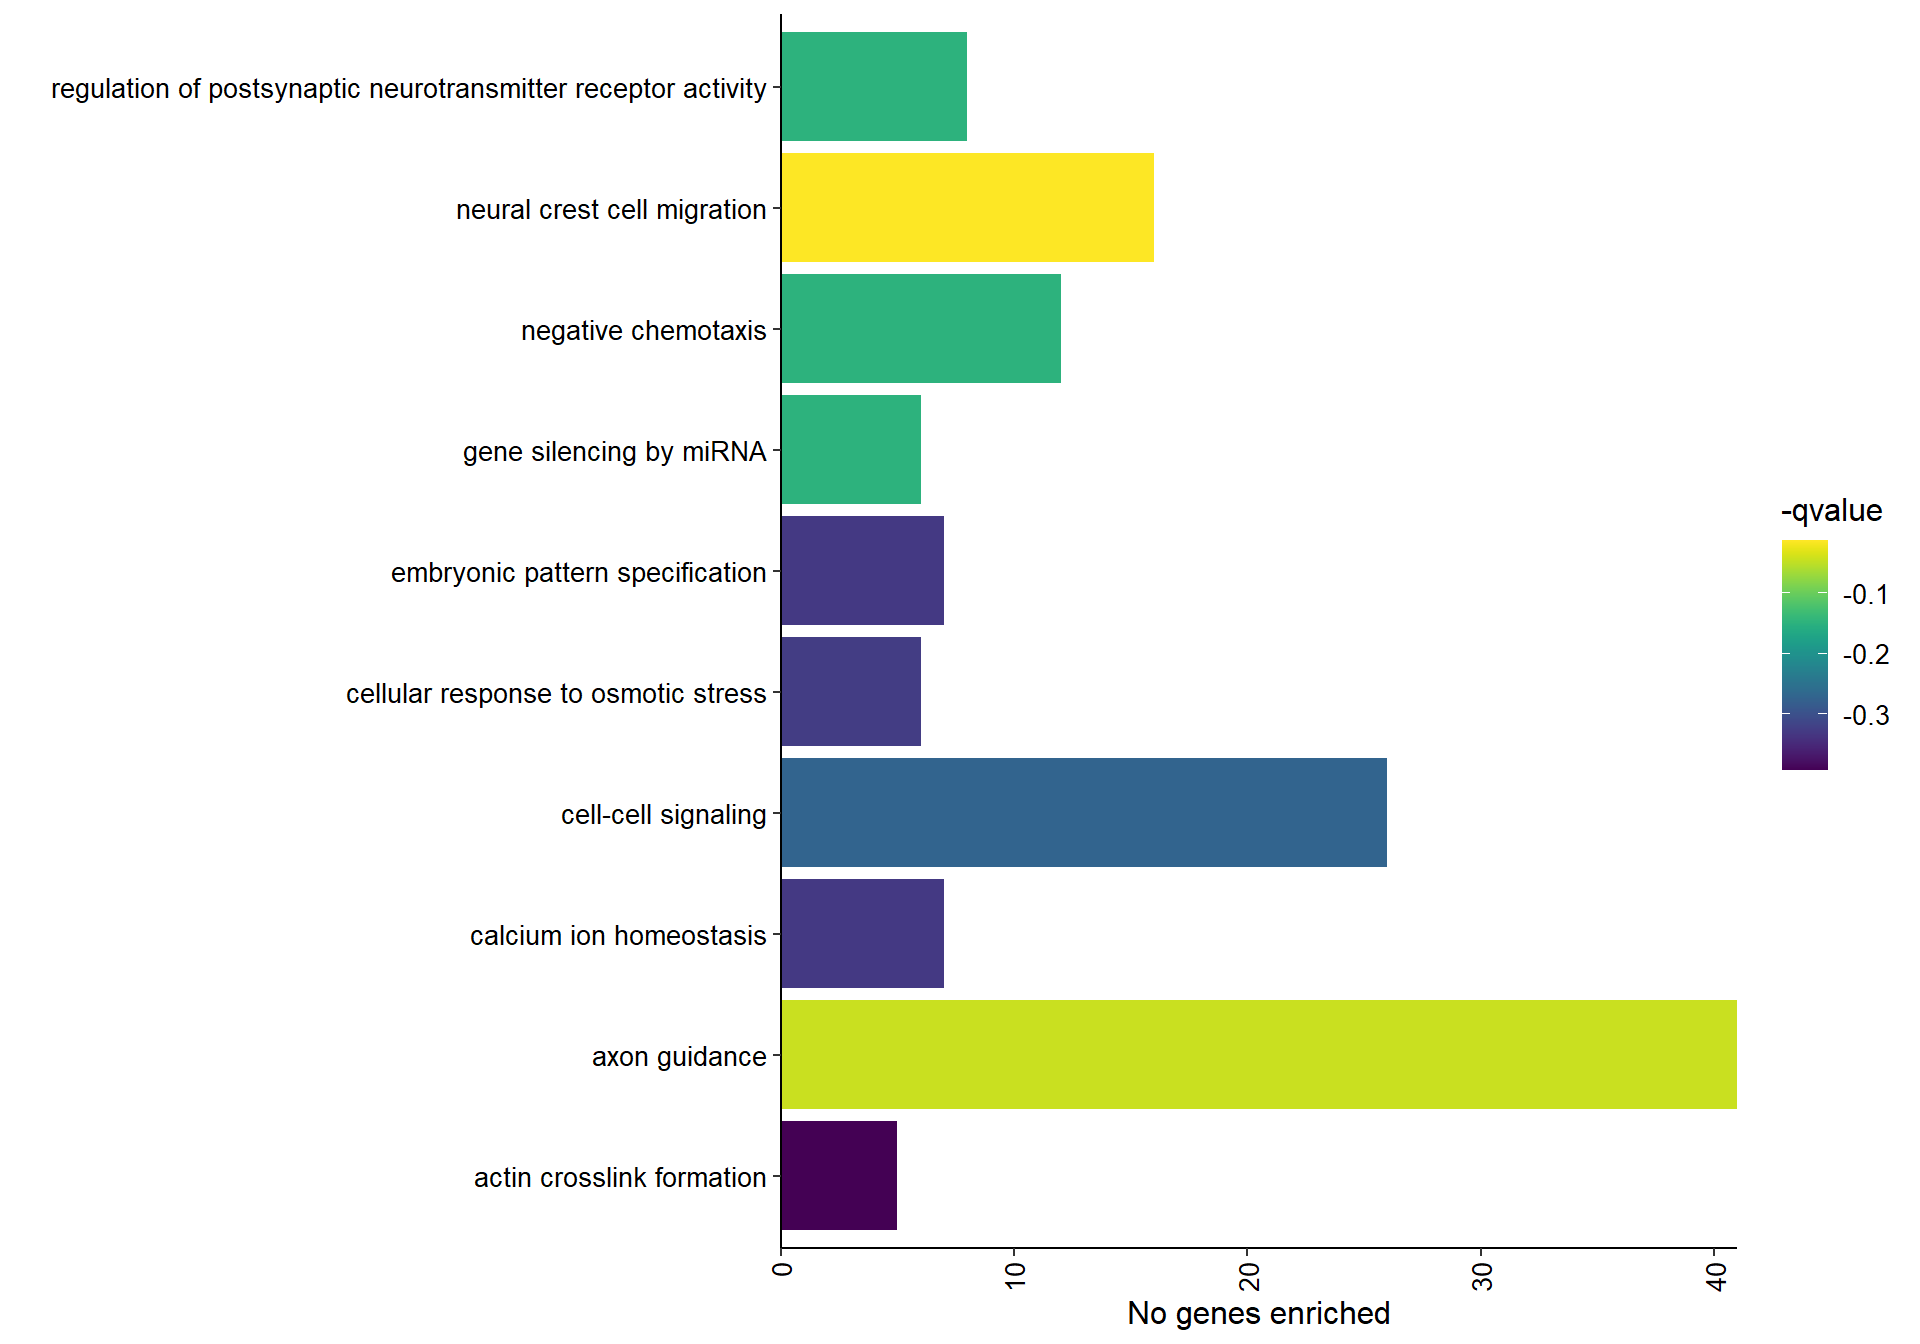 regulation of postsynaptic neurotransmitter receptor activity
neural crest cell migration
negative chemotaxis
gene silencing by miRNA
embryonic pattern specification
cellular response to osmotic stress
cell-cell signaling
calcium ion homeostasis
axon guidance
actin crosslink formation
0
10
20
30
40
No genes enriched
-qvalue
-0.1
-0.2
-0.3